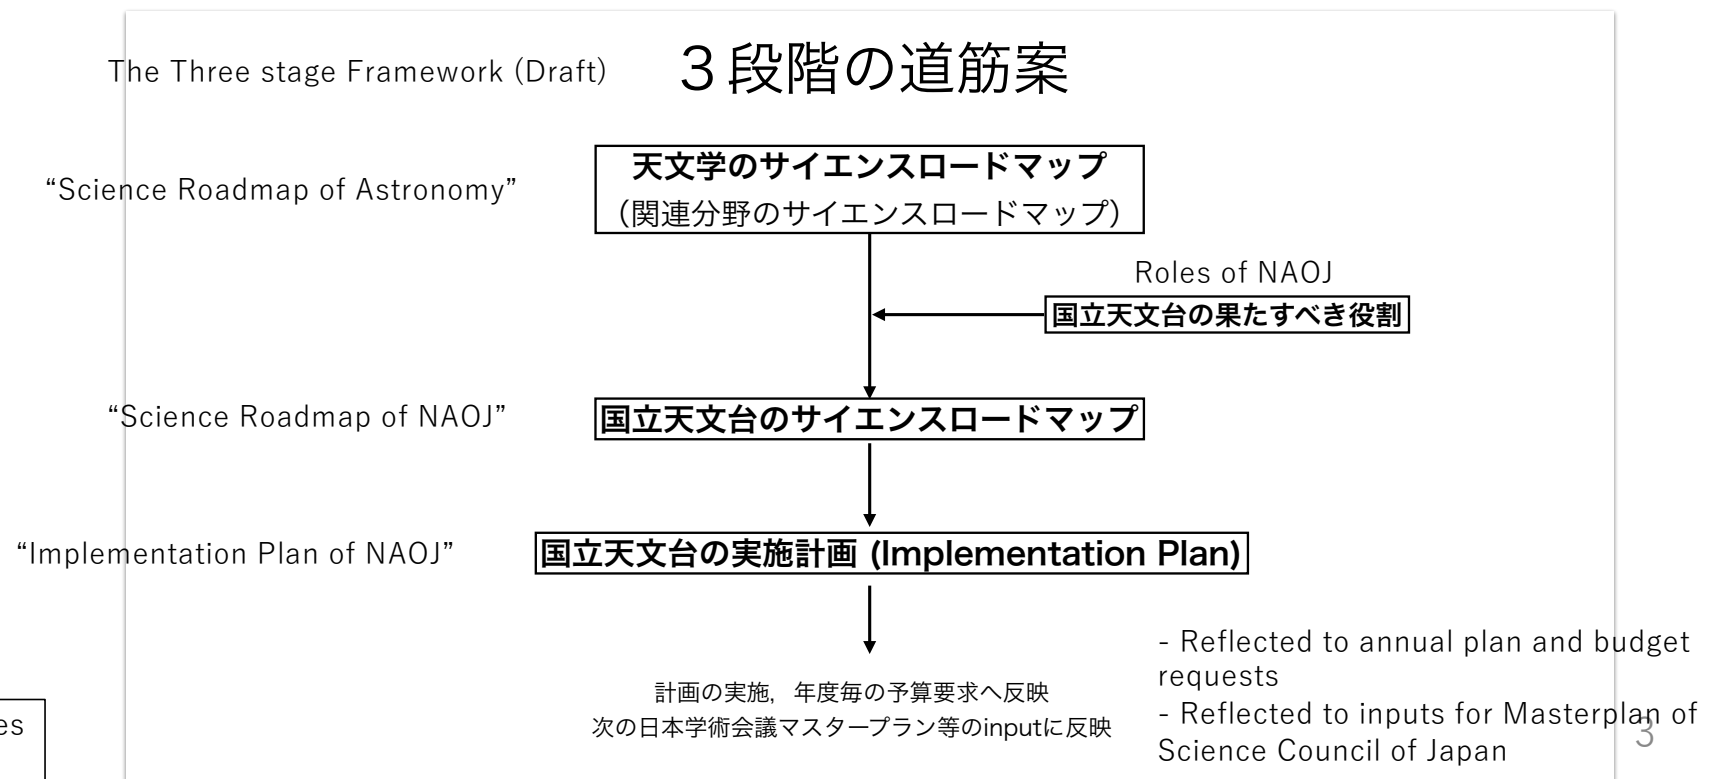 The Three stage Framework (Draft)
３段階の道筋案
“Science Roadmap of Astronomy”
天文学のサイエンスロードマップ
（関連分野のサイエンスロードマップ）
Roles of NAOJ
国立天文台の果たすべき役割
“Science Roadmap of NAOJ”
国立天文台のサイエンスロードマップ
“Implementation Plan of NAOJ”
国立天文台の実施計画 (Implementation Plan)
計画の実施，年度毎の予算要求へ反映
次の日本学術会議マスタープラン等のinputに反映
- Reflected to annual plan and budget
requests
- Reflected to inputs for Masterplan of
Science Council of Japan
es
3